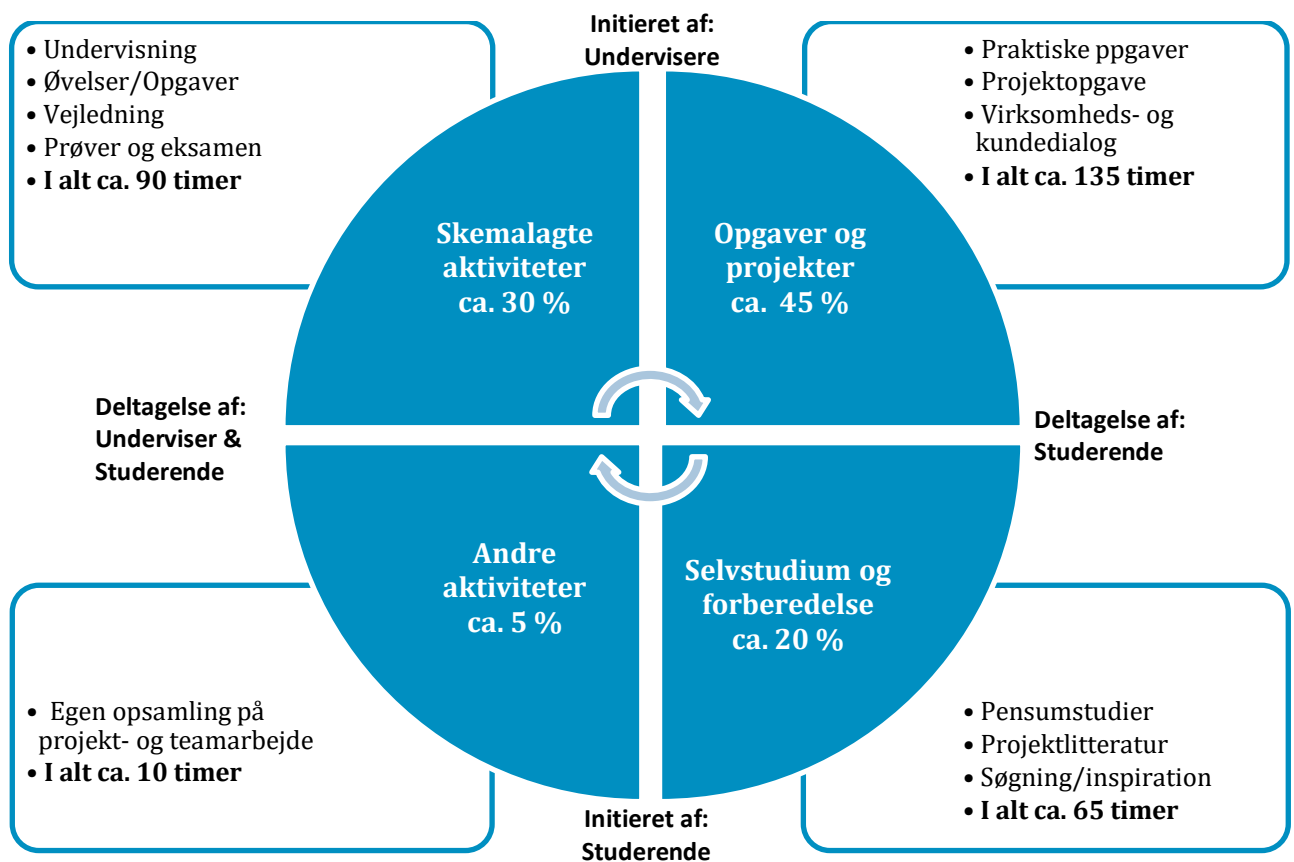 Initieret af:
Undervisere
• Undervisning
• Øvelser/Opgaver
• Vejledning
• Prøver og eksamen
• I alt ca. 90 timer
• Praktiske ppgaver
• Projektopgave
• Virksomheds- og
kundedialog
• I alt ca. 135 timer
Skemalagte
aktiviteter
ca. 30 %
Opgaver og
projekter
ca. 45 %
Deltagelse af:
Underviser &
Studerende
Deltagelse af:
Studerende
Andre
aktiviteter
ca. 5 %
Selvstudium og
forberedelse
ca. 20 %
• Egen opsamling på
projekt- og teamarbejde
• I alt ca. 10 timer
• Pensumstudier
• Projektlitteratur
• Søgning/inspiration
• I alt ca. 65 timer
Initieret af:
Studerende